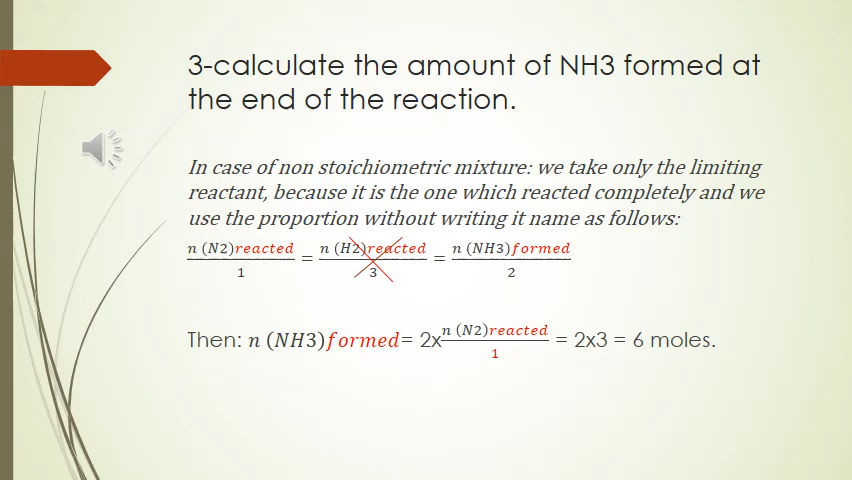 3-calculate the amount of NH3 formed at
the end of the reaction.
In case of non stoichiometric mixture: we take only the limiting
reactant, because it is the one which reacted completely and we
use the proportion without writing it name as follows:
n (N2)reacted/1 = n (H2)reacted/3 = n (NH3)formed/2
Then: n (NH3)formed= 2x n (N2)reacted/1 = 2x3 = 6 moles.